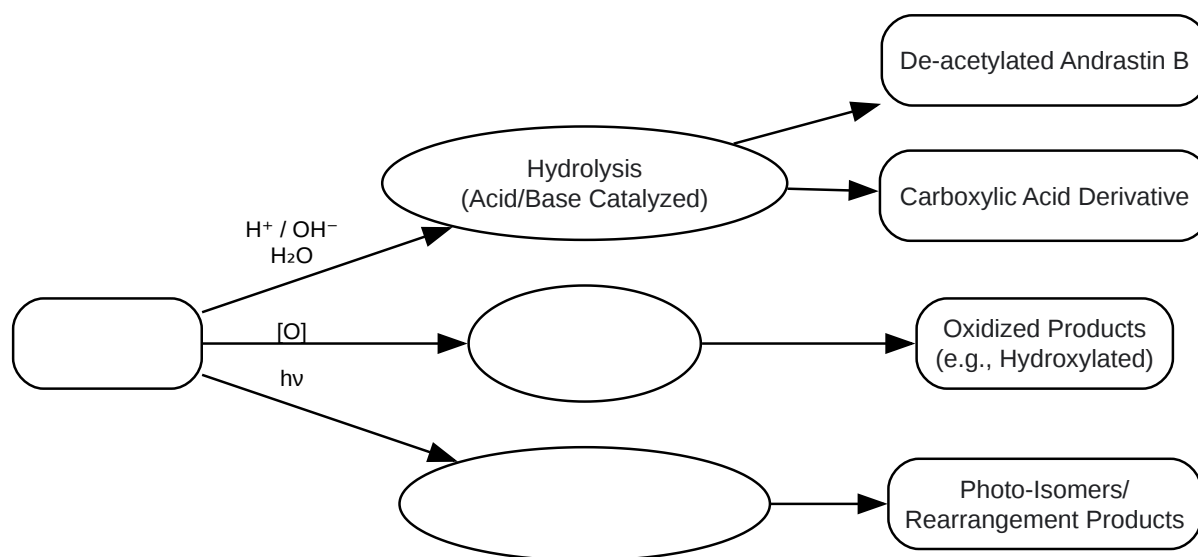 De-acetylated Andrastin B
Hydrolysis
(Acid/Base Catalyzed)
Carboxylic Acid Derivative
H⁺ / OH⁻
H₂O
[O]
Oxidized Products
(e.g., Hydroxylated)
hν
Photo-Isomers/
Rearrangement Products